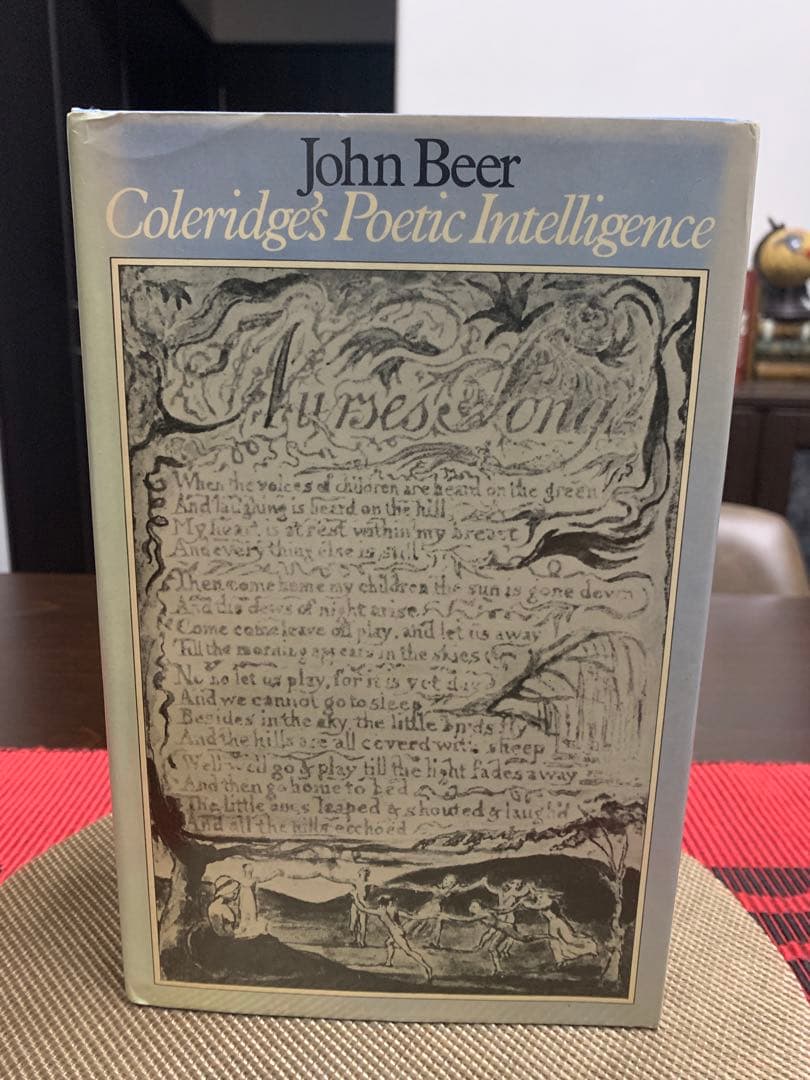 John Beer
Coleridge's Poetic Intelligence
Nurses Song
When the voices of children are heard on the green
And laughing is heard on the hill
My heart is at rest within my breast
And every thing else is still
Then come home my children the sun is gone down
And the dews of night arise
Come come leave off play, and let us away
Till the morning appears in the skies
No no let us play, for it is yet day
And we cannot go to sleep
Besides in the sky, the little birds fly
And the hills are all coverd with sheep
Well well go & play till the light fades away
And then go home to bed
The little ones leaped & shouted & laugh'd
And all the hills ecchoed